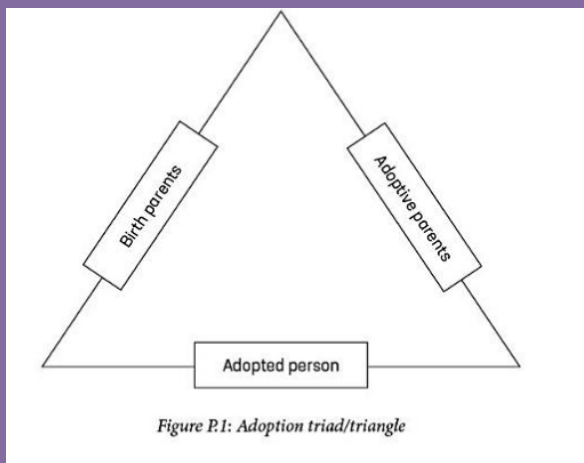 Birth parents
Adoptive parents
Adopted person
Figure P.1: Adoption triad/triangle